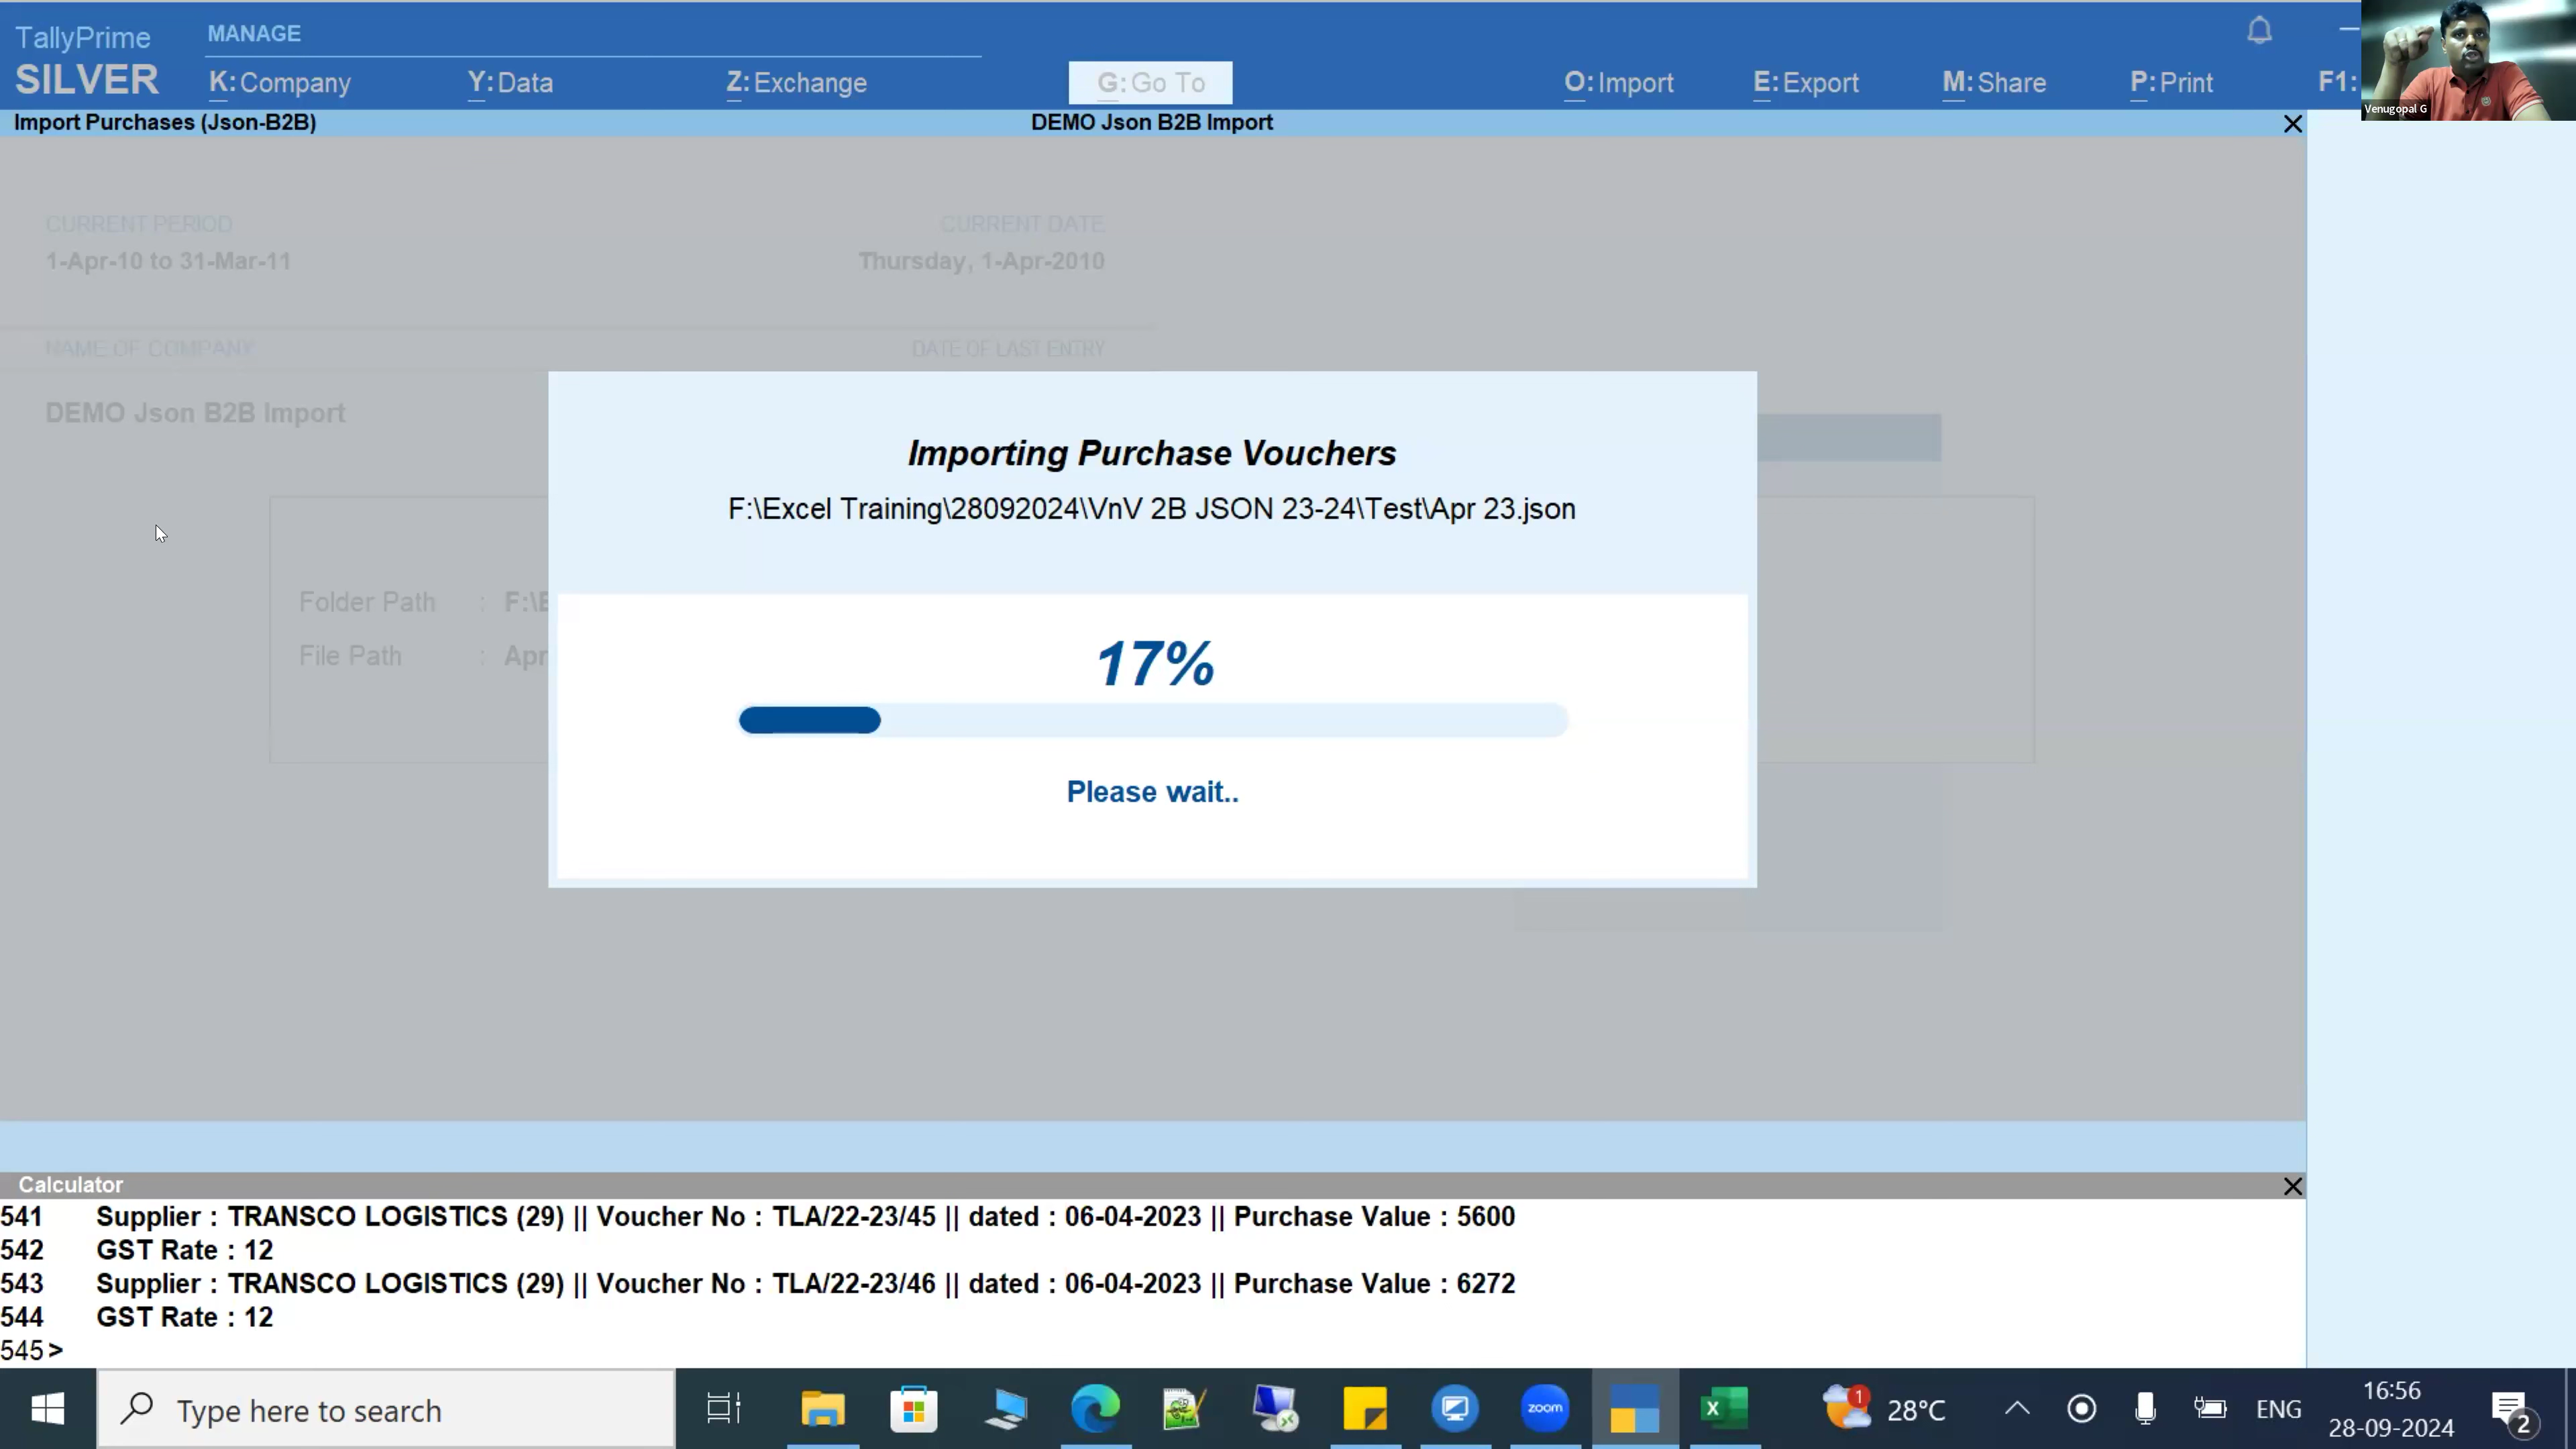 TallyPrime
SILVER
MANAGE
K: Company
Y: Data
Z: Exchange
G: Go To
O: Import
E: Export
M: Share
P: Print
F1:
Venugopal G
Import Purchases (Json-B2B)
DEMO Json B2B Import
CURRENT PERIOD
CURRENT DATE
1-Apr-10 to 31-Mar-11
Thursday, 1-Apr-2010
NAME OF COMPANY
DATE OF LAST ENTRY
DEMO Json B2B Import
Importing Purchase Vouchers
F:\Excel Training\28092024\VnV 2B JSON 23-24\Test\Apr 23.json
Folder Path : F:\E
File Path : Apr
17%
Please wait..
Calculator
541 Supplier : TRANSCO LOGISTICS (29) || Voucher No : TLA/22-23/45 || dated : 06-04-2023 || Purchase Value : 5600
542 GST Rate : 12
543 Supplier : TRANSCO LOGISTICS (29) || Voucher No : TLA/22-23/46 || dated : 06-04-2023 || Purchase Value : 6272
544 GST Rate : 12
545>
Type here to search
zoom
X
1
28°C
ENG
16:56
28-09-2024
2